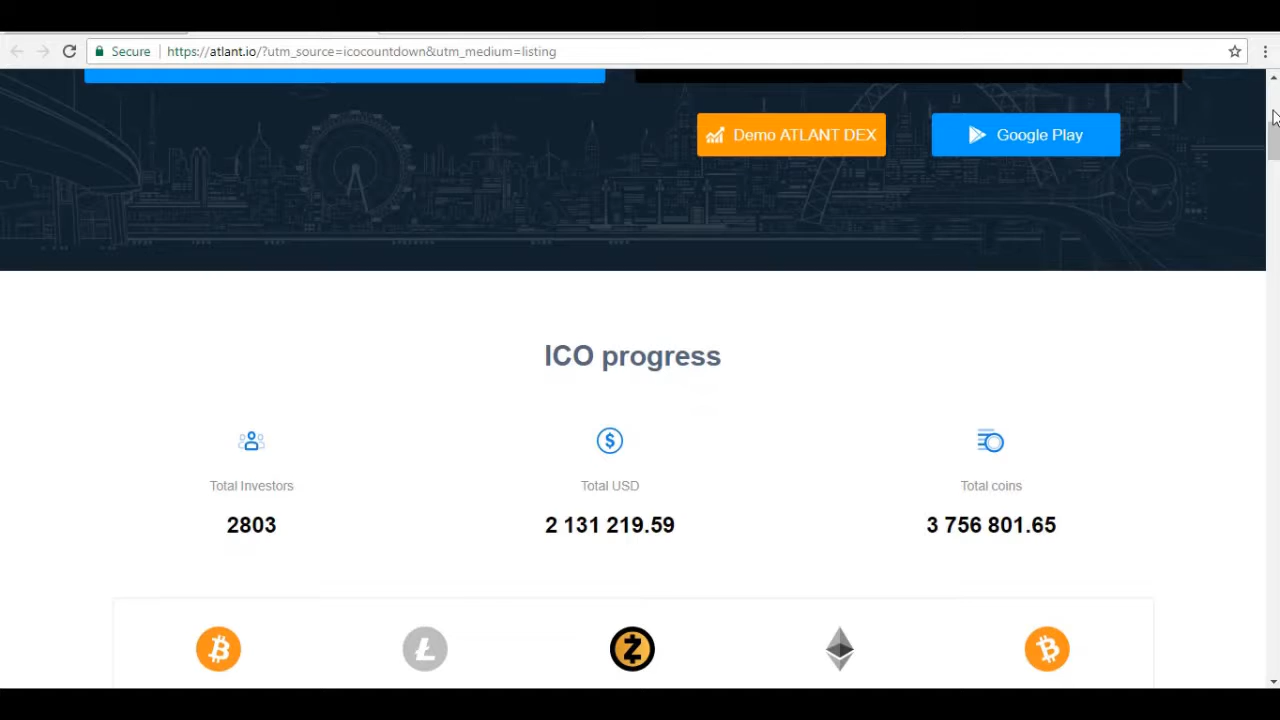 Secure https://atlant.io/?utm_source=icocountdown&utm_medium=listing
Demo ATLANT DEX Google Play
ICO progress
Total Investors Total USD Total coins
2803 2 131 219.59 3 756 801.65